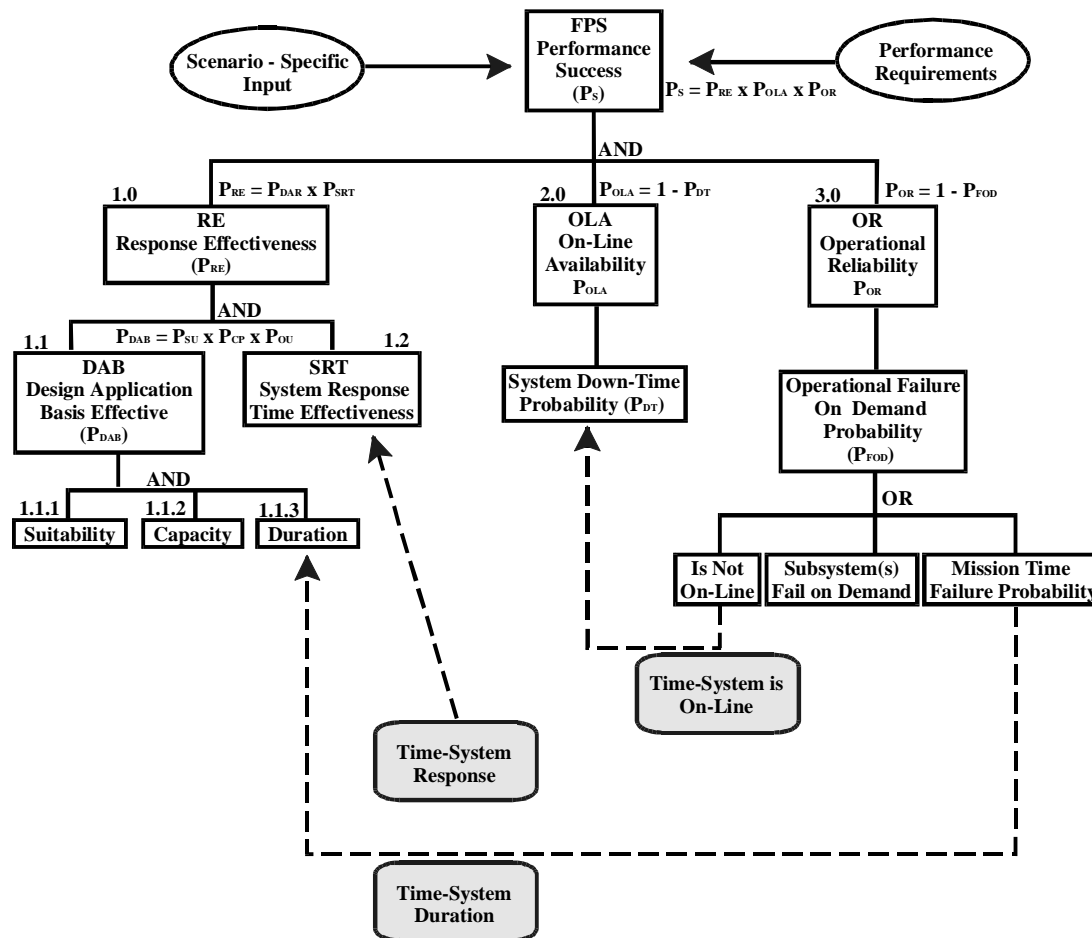 FPS
Performance
Success
(PS)
Scenario - Specific
Input
Performance
Requirements
PS = PRE x POLA x POR
AND
1.0
PRE = PDAR x PSRT
RE
Response Effectiveness
(PRE)
2.0
POLA = 1 - PDT
OLA
On-Line
Availability
POLA
3.0
POR = 1 - PFOD
OR
Operational
Reliability
POR
AND
PDAB = PSU x PCP x POU
1.1
DAB
Design Application
Basis Effective
(PDAB)
1.2
SRT
System Response
Time Effectiveness
System Down-Time
Probability (PDT)
Operational Failure
On Demand
Probability
(PFOD)
AND
1.1.1
Suitability
1.1.2
Capacity
1.1.3
Duration
OR
Is Not
On-Line
Subsystem(s)
Fail on Demand
Mission Time
Failure Probability
Time-System is
On-Line
Time-System
Response
Time-System
Duration